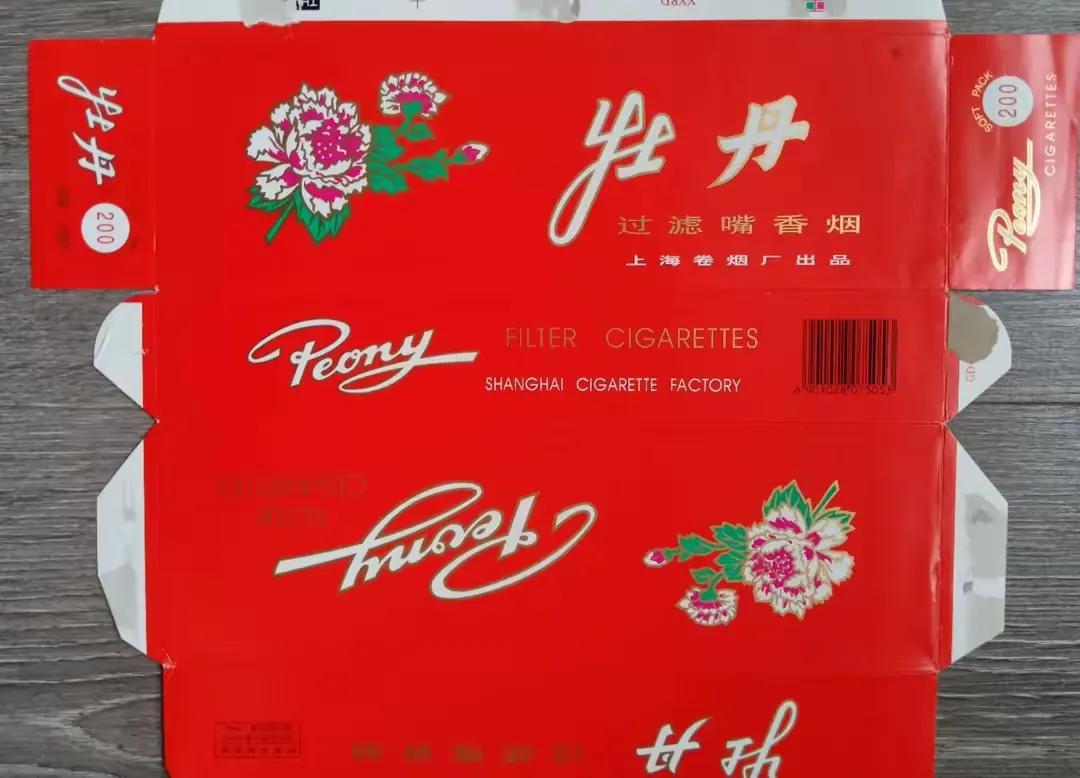 牡丹
200
牡丹
过滤嘴香烟
上海卷烟厂出品
SOFT PACK
200
CIGARETTES
Peony
Peony
FILTER CIGARETTES
SHANGHAI CIGARETTE FACTORY
Peony
FILTER
CIGARETTES
牡丹